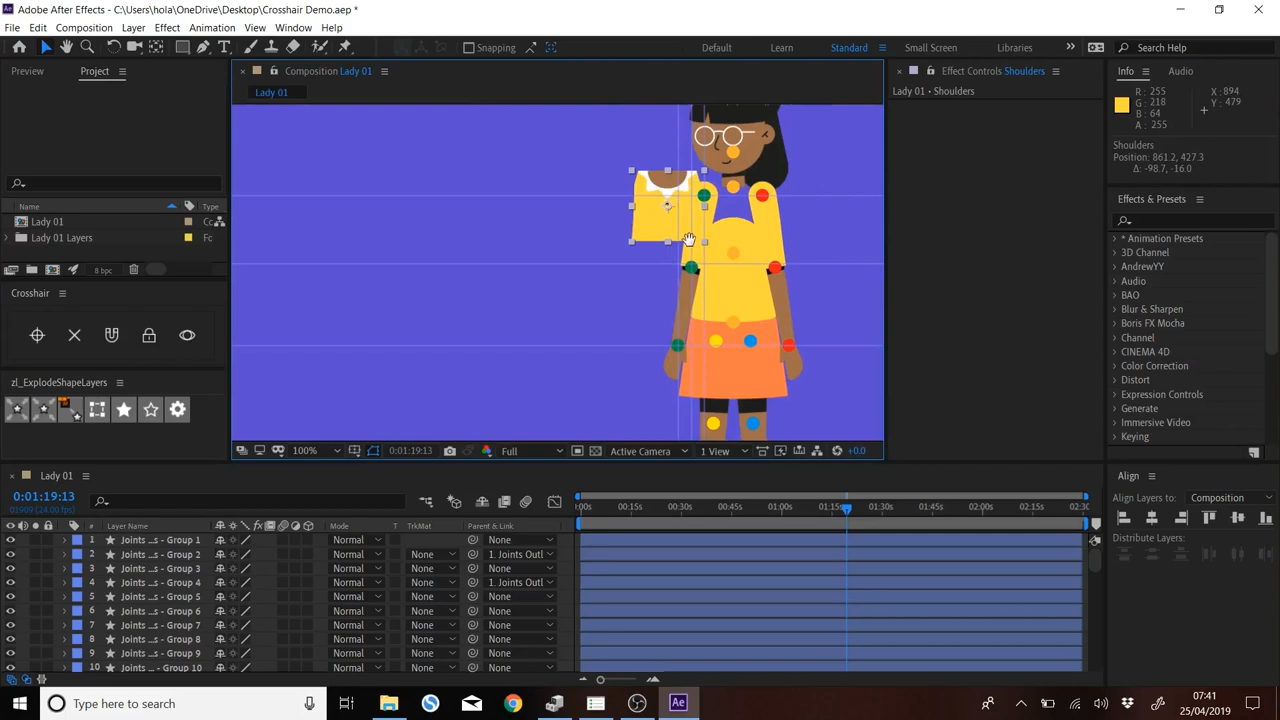 Adobe After Effects - C:\Users\hola\OneDrive\Desktop\Crosshair Demo.aep *
File Edit Composition Layer Effect Animation View Window Help
Snapping
Default Learn Standard Small Screen Libraries
Search Help
Preview Project
Composition Lady 01
Effect Controls Shoulders
Info Audio
Lady 01
Lady 01 • Shoulders
R: 255
G: 218
B: 64
A: 255
X: 894
Y: 479
Shoulders
Position: 861.2, 427.3
Δ: -98.7, -16.0
Effects & Presets
Name Type
Lady 01 Cc
Lady 01 Layers Fc
8 bpc
Crosshair
zl_ExplodeShapeLayers
* Animation Presets
3D Channel
AndrewYY
Audio
BAO
Blur & Sharpen
Boris FX Mocha
Channel
CINEMA 4D
Color Correction
Distort
Expression Controls
Generate
Immersive Video
Keying
100% 0:01:19:13 Full Active Camera 1 View +0.0
Lady 01
0:01:19:13
01909 (24.00 fps)
:00s 00:15s 00:30s 00:45s 01:00s 01:15s 01:30s 01:45s 02:00s 02:15s 02:30
# Layer Name Mode T TrkMat Parent & Link
1 Joints ...s - Group 1 Normal None
2 Joints ...s - Group 2 Normal None 1. Joints Outl
3 Joints ...s - Group 3 Normal None None
4 Joints ...s - Group 4 Normal None 1. Joints Outl
5 Joints ...s - Group 5 Normal None None
6 Joints ...s - Group 6 Normal None None
7 Joints ...s - Group 7 Normal None None
8 Joints ...s - Group 8 Normal None None
9 Joints ...s - Group 9 Normal None None
10 Joints ... - Group 10 Normal None None
Align
Align Layers to: Composition
Distribute Layers:
Type here to search
Ae
07:41
25/04/2019